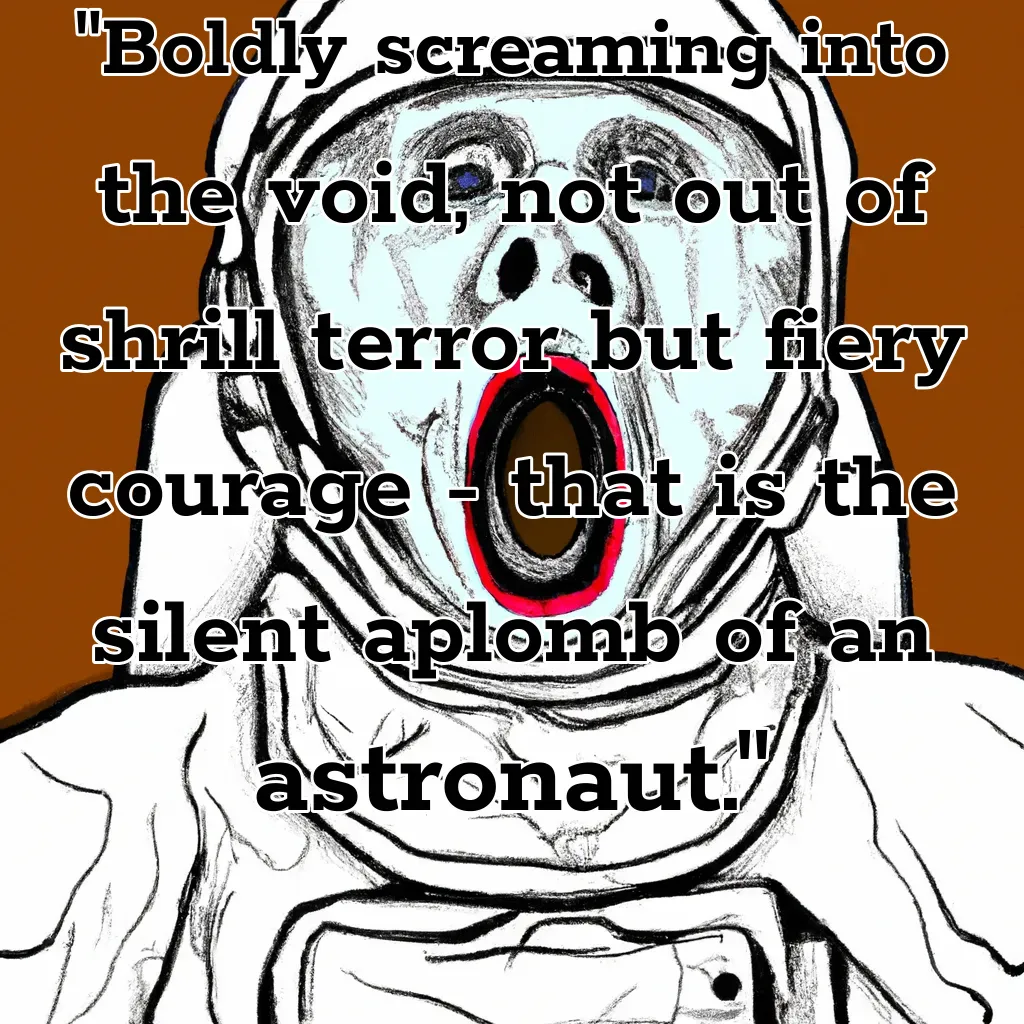 "Boldly screaming into
the void, not out of
shrill terror but fiery
courage - that is the
silent aplomb of an
astronaut."